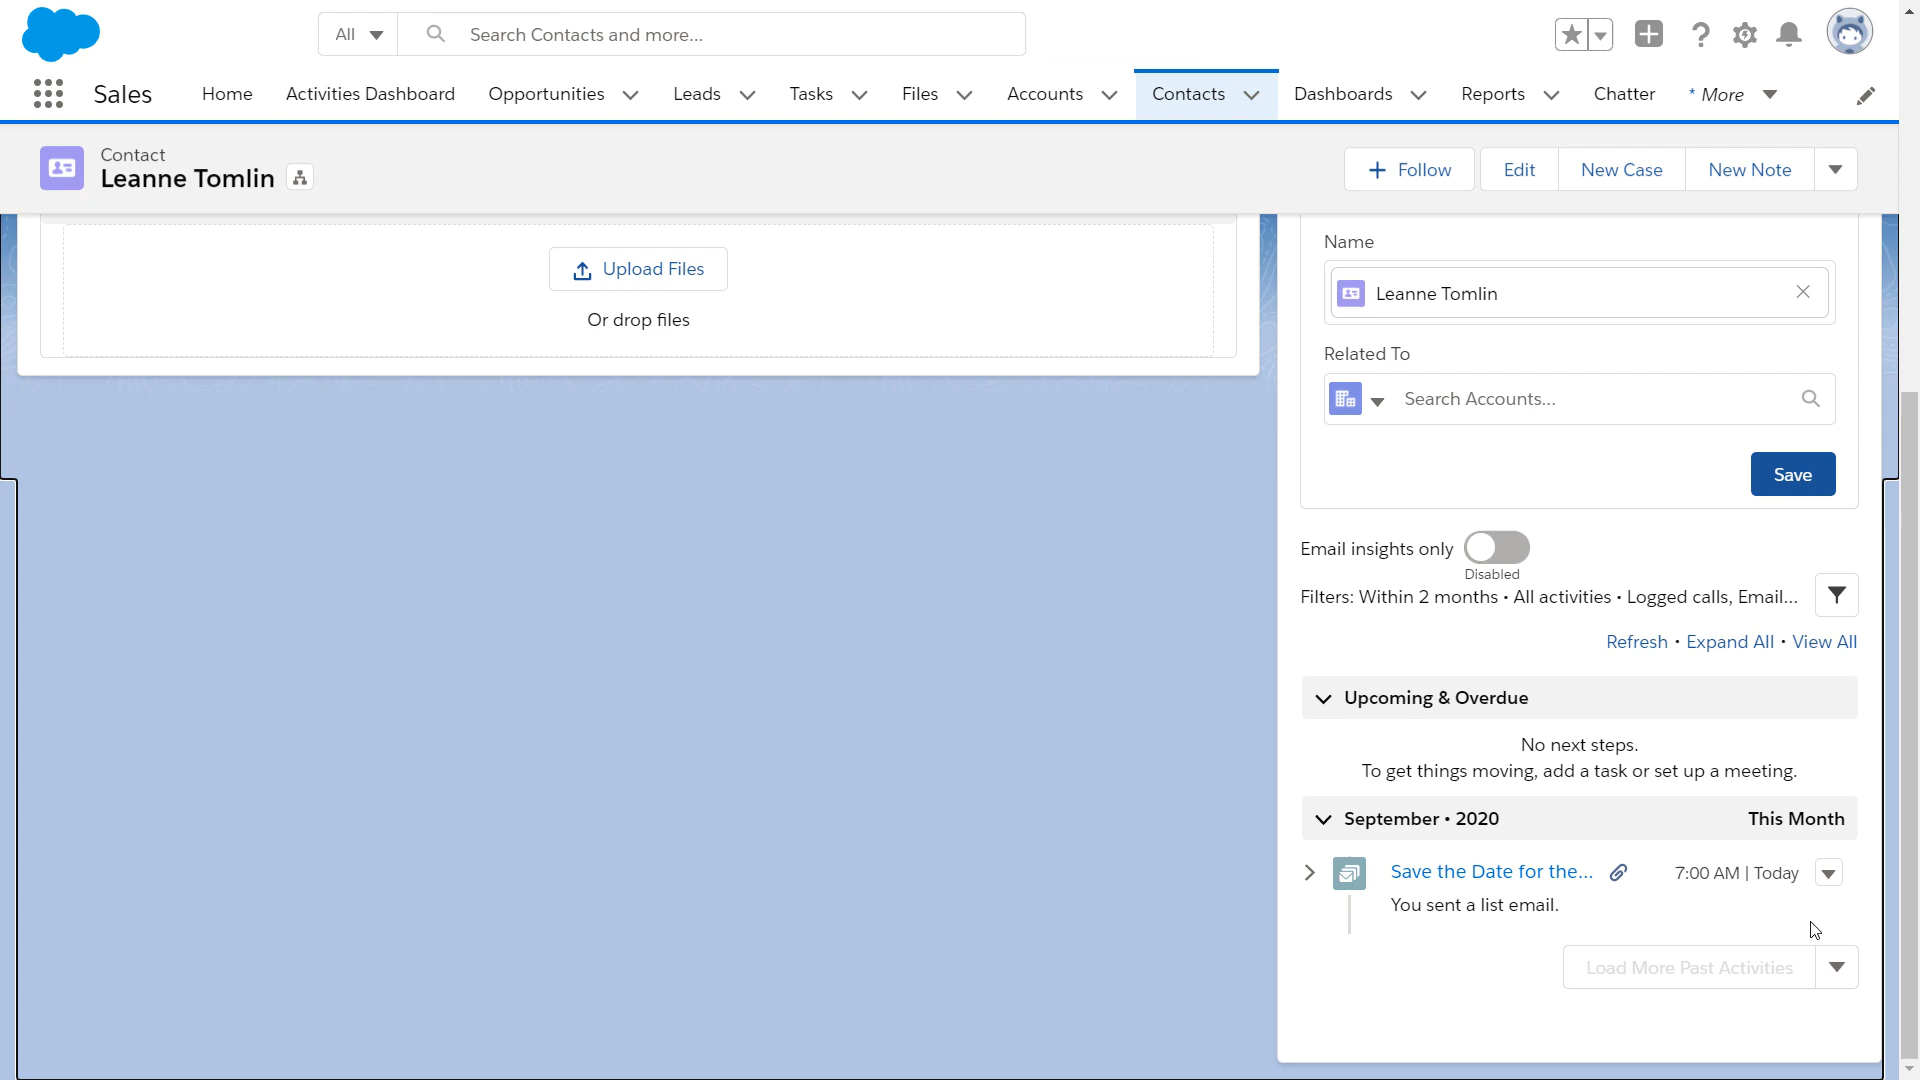 All
Search Contacts and more...
Sales
Home
Activities Dashboard
Opportunities
Leads
Tasks
Files
Accounts
Contacts
Dashboards
Reports
Chatter
* More
Contact
Leanne Tomlin
Follow
Edit
New Case
New Note
Upload Files
Or drop files
Name
Leanne Tomlin
Related To
Search Accounts...
Save
Email insights only
Disabled
Filters: Within 2 months • All activities • Logged calls, Email...
Refresh • Expand All • View All
Upcoming & Overdue
No next steps.
To get things moving, add a task or set up a meeting.
September • 2020
This Month
Save the Date for the...
7:00 AM | Today
You sent a list email.
Load More Past Activities